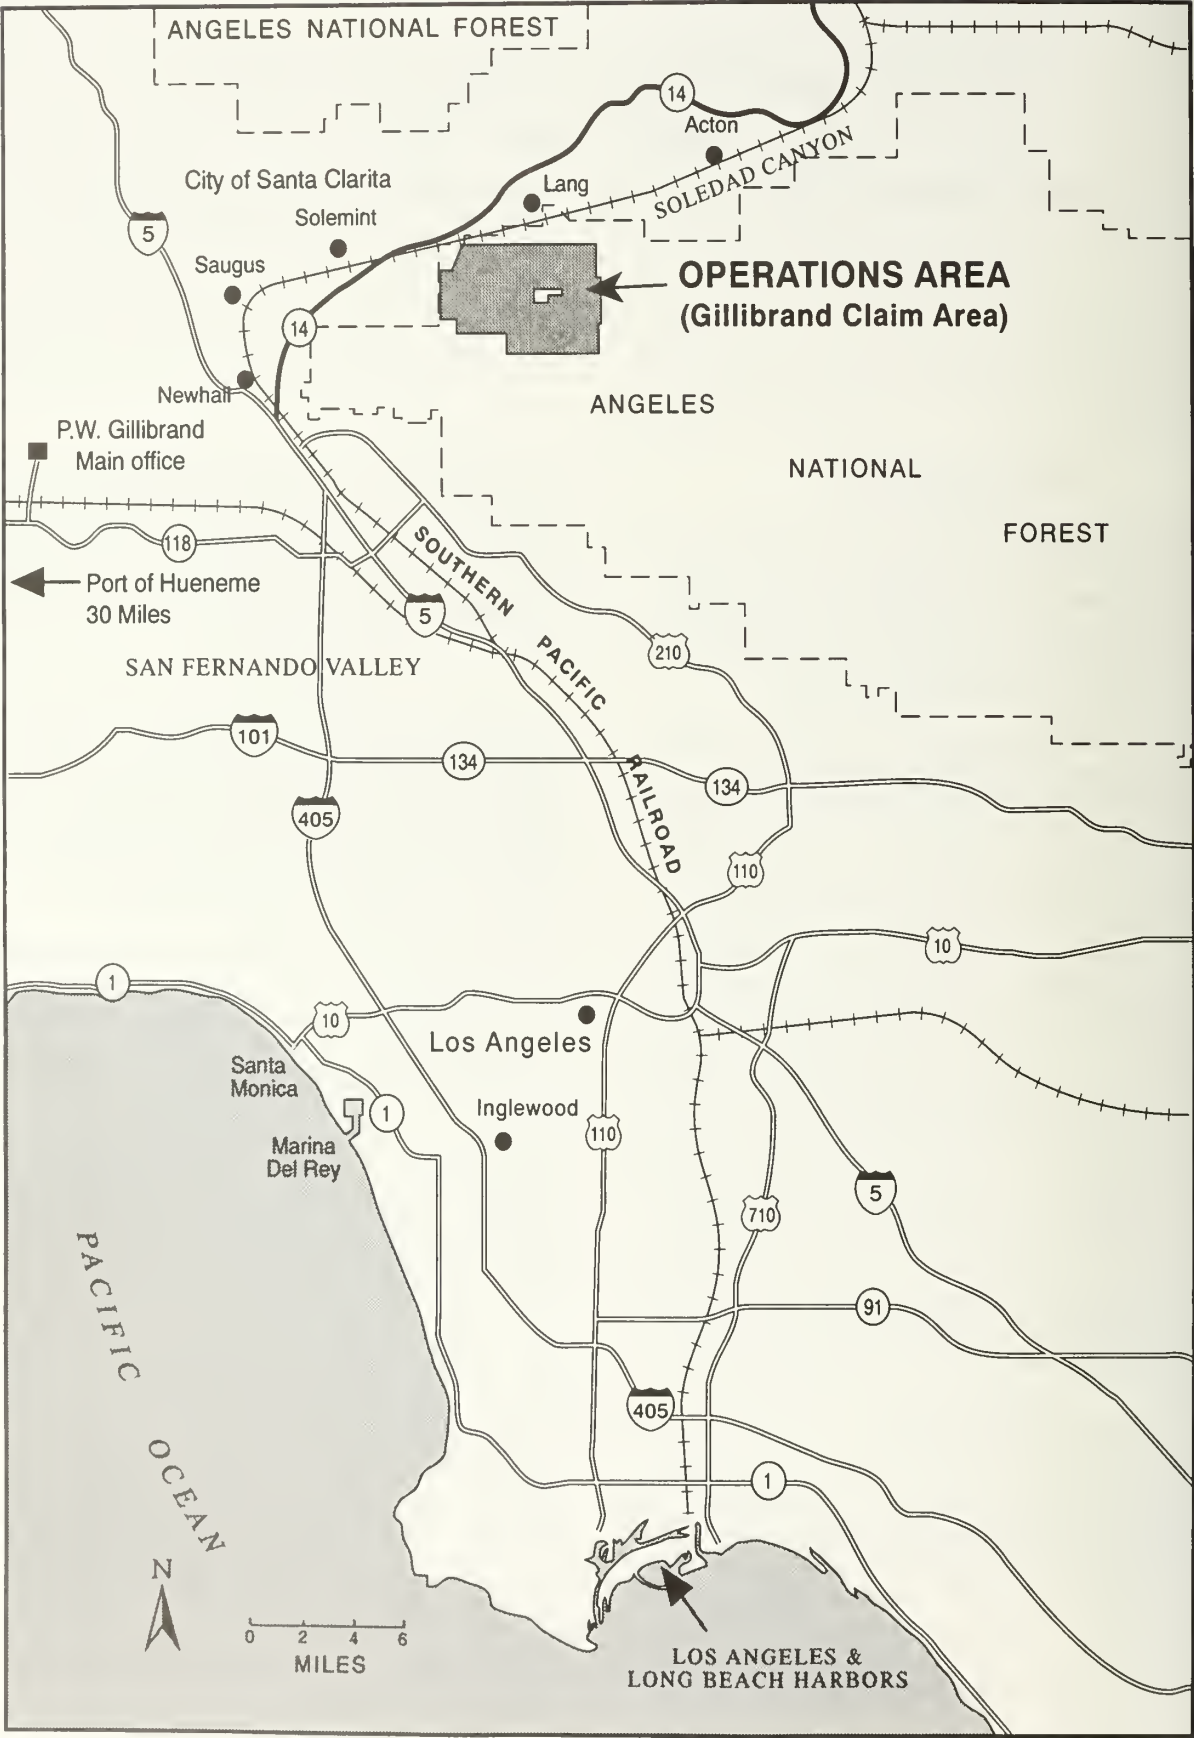 ANGELES NATIONAL FOREST
14
Acton
SOLEDAD CANYON
City of Santa Clarita
Lang
Solemint
5
Saugus
OPERATIONS AREA
(Gillibrand Claim Area)
14
Newhall
ANGELES
P.W. Gillibrand
Main office
NATIONAL
FOREST
118
SOUTHERN
Port of Hueneme
30 Miles
5
PACIFIC
210
SAN FERNANDO VALLEY
101
134
134
RAILROAD
405
110
10
1
10
Los Angeles
Santa
Monica
Inglewood
1
110
Marina
Del Rey
5
710
PACIFIC
91
405
OCEAN
1
N
0 2 4 6
MILES
LOS ANGELES &
LONG BEACH HARBORS